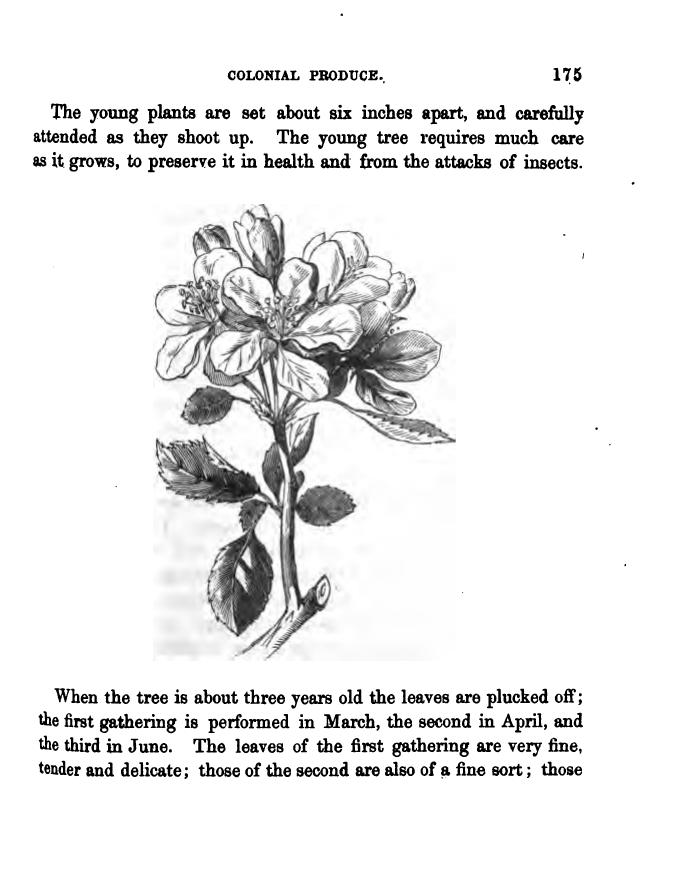 COLONIAL PRODUCE. 175
The young plants are set about six inches apart, and carefully
attended as they shoot up. The young tree requires much care
as it grows, to preserve it in health and from the attacks of insects.
When the tree is about three years old the leaves are plucked off;
the first gathering is performed in March, the second in April, and
the third in June. The leaves of the first gathering are very fine,
tender and delicate; those of the second are also of a fine sort; those